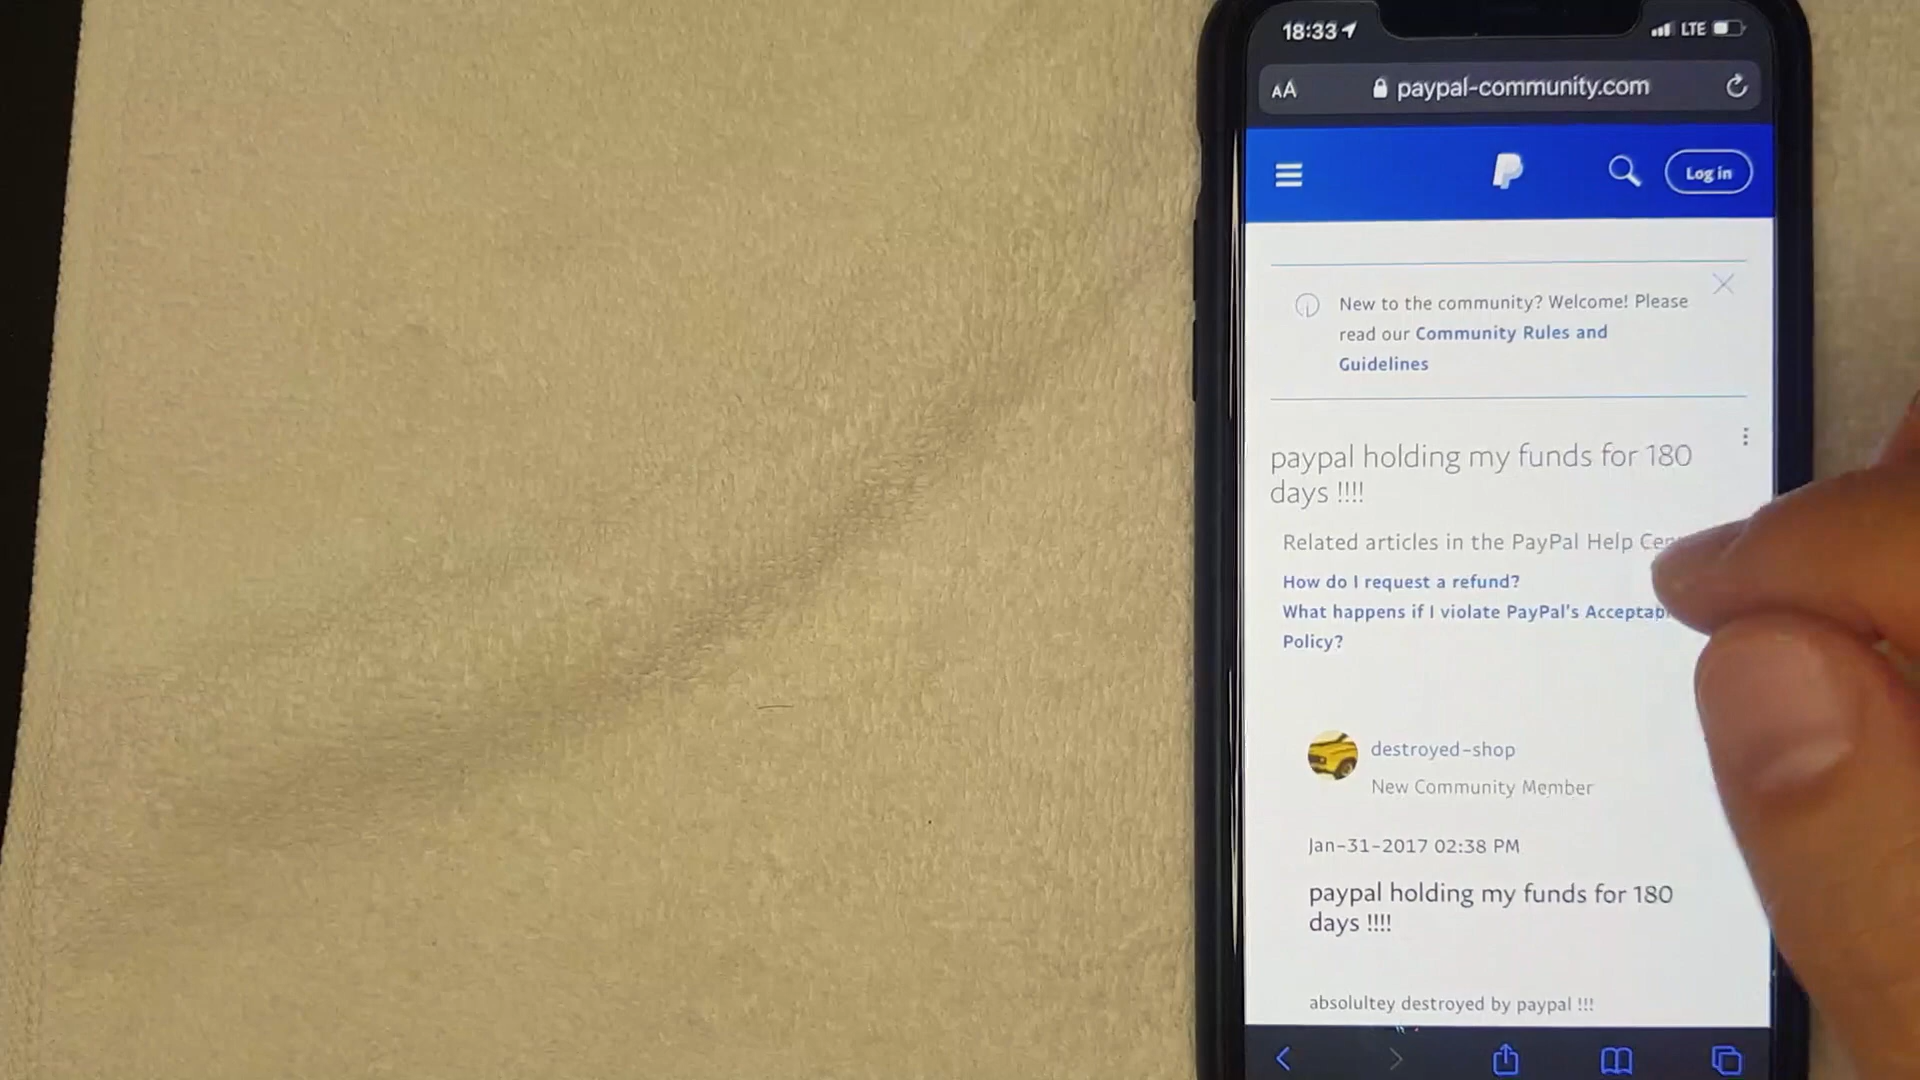 18:33
LTE
AA
paypal-community.com
Log in
New to the community? Welcome! Please
read our Community Rules and
Guidelines
paypal holding my funds for 180
days !!!!
Related articles in the PayPal Help
How do I request a refund?
What happens if I violate PayPal's
Policy?
destroyed-shop
New Community Member
Jan-31-2017 02:38 PM
paypal holding my funds for 180
days !!!!
absolultey destroyed by paypal !!!